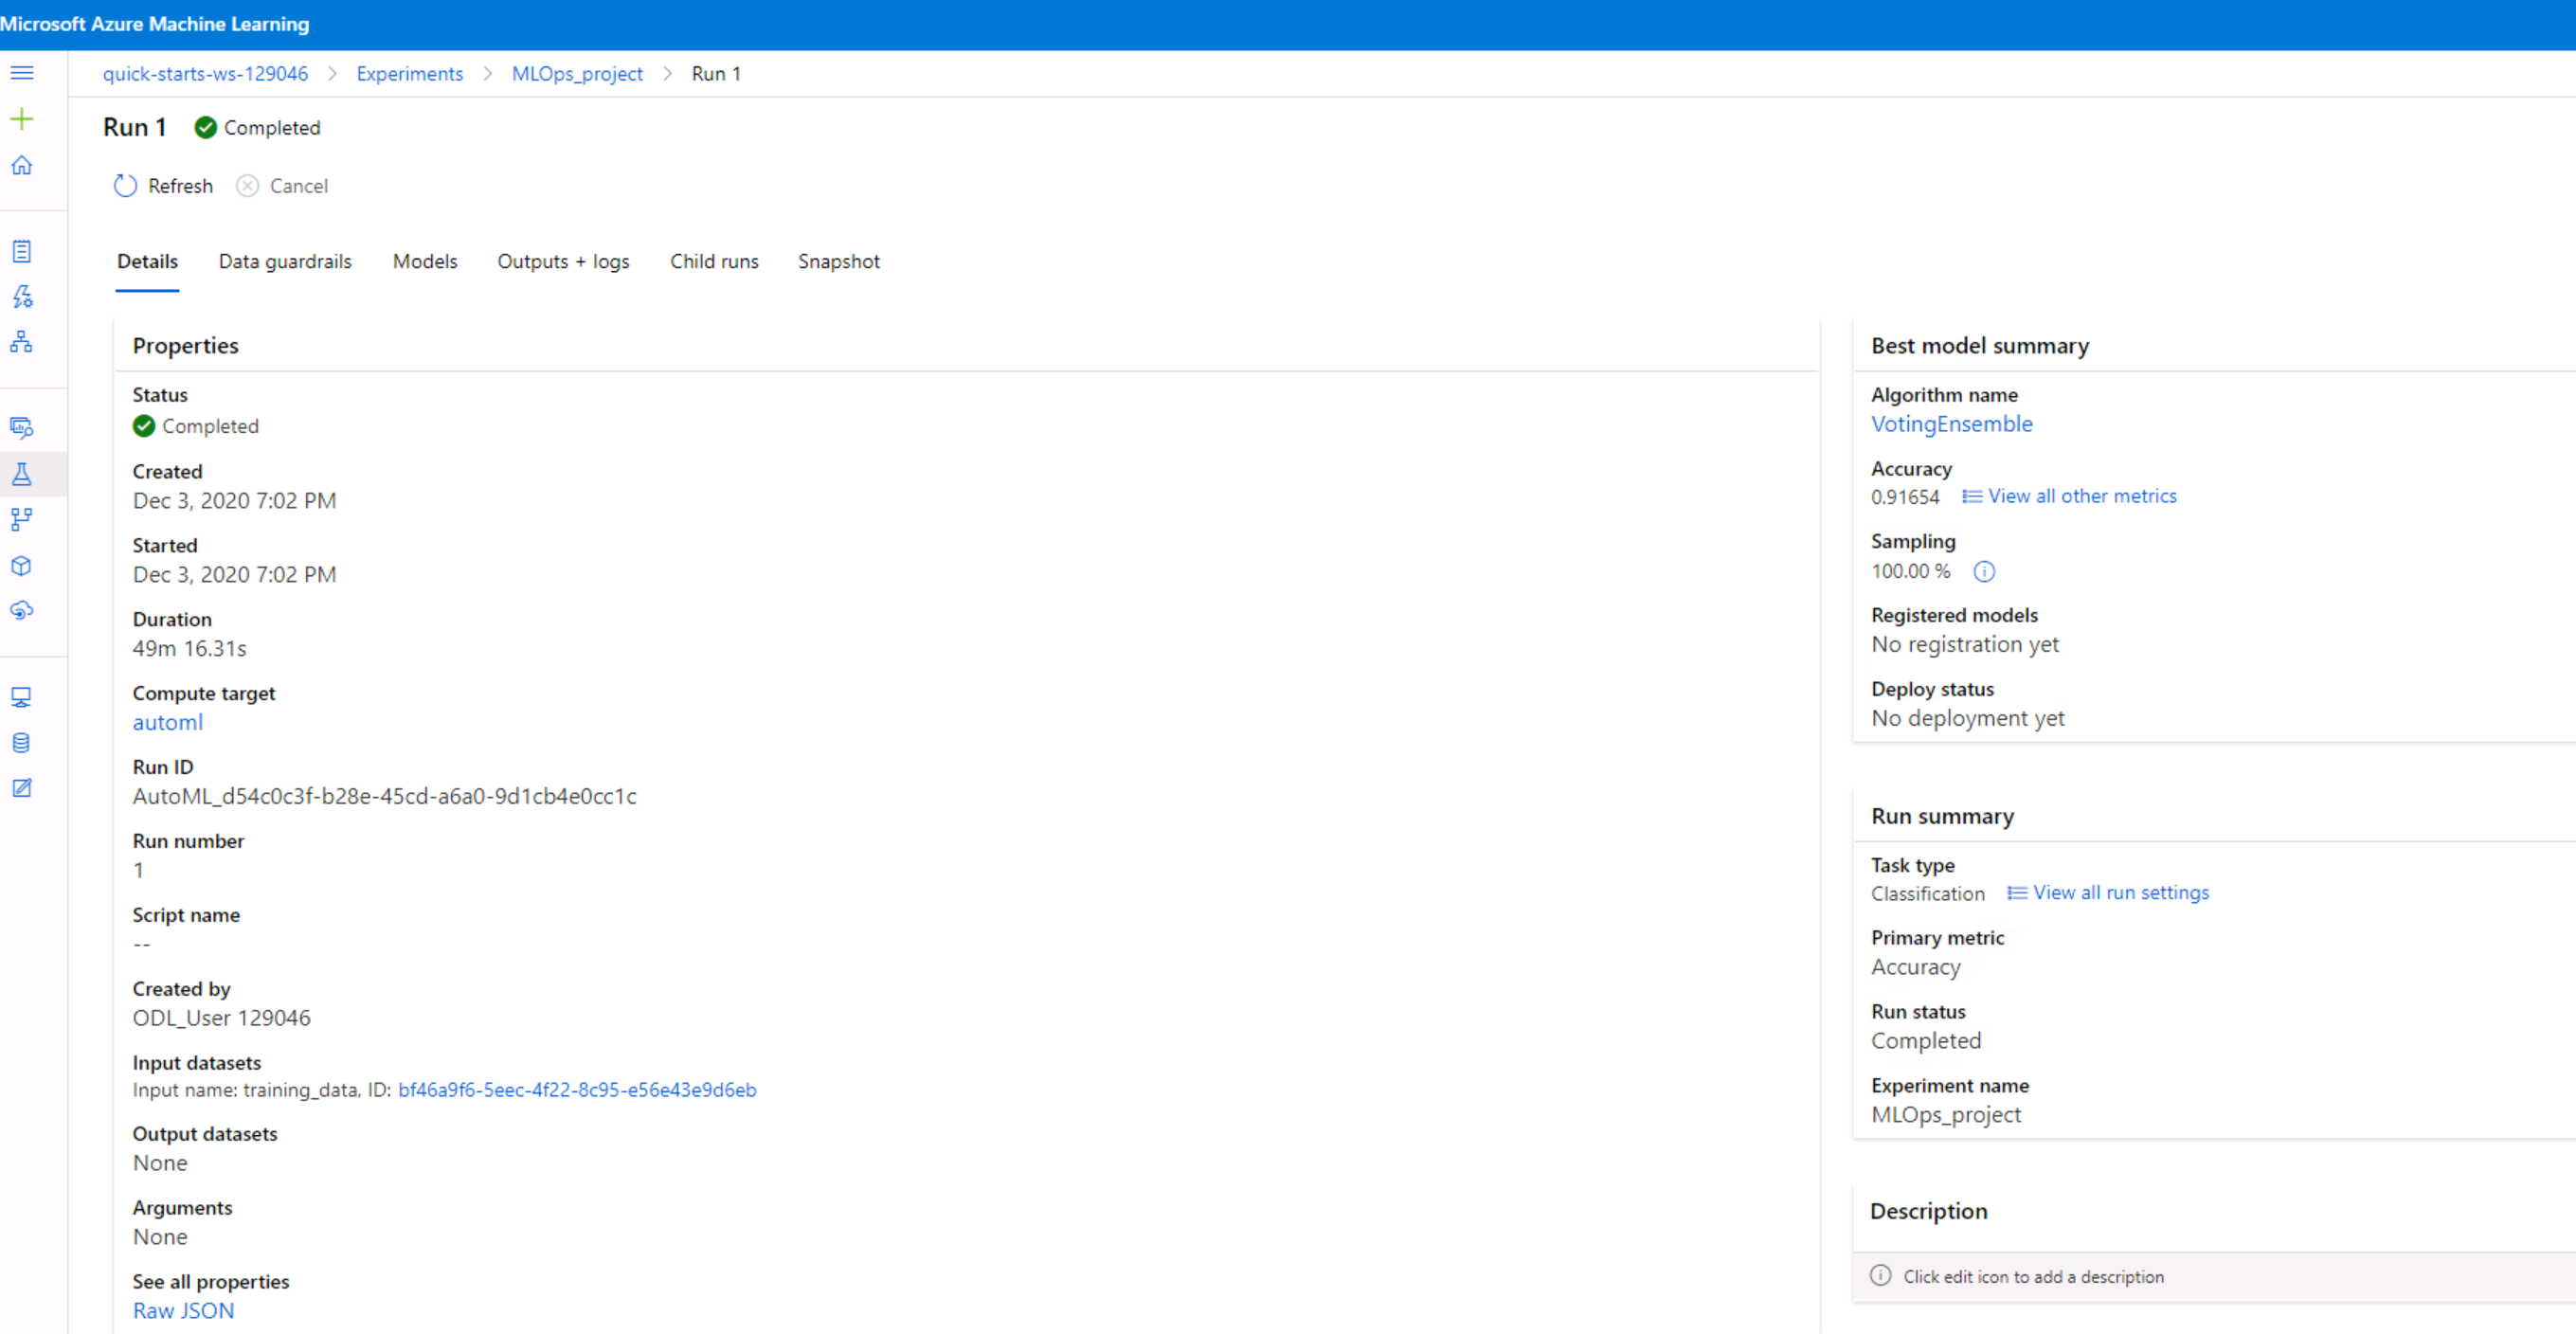 Microsoft Azure Machine Learning
quick-starts-ws-129046 > Experiments > MLOps_project > Run 1
Run 1 Completed
Refresh Cancel
Details Data guardrails Models Outputs + logs Child runs Snapshot
Properties
Status
Completed
Created
Dec 3, 2020 7:02 PM
Started
Dec 3, 2020 7:02 PM
Duration
49m 16.31s
Compute target
automl
Run ID
AutoML_d54c0c3f-b28e-45cd-a6a0-9d1cb4e0cc1c
Run number
1
Script name
--
Created by
ODL_User 129046
Input datasets
Input name: training_data, ID: bf46a9f6-5eec-4f22-8c95-e56e43e9d6eb
Output datasets
None
Arguments
None
See all properties
Raw JSON
Best model summary
Algorithm name
VotingEnsemble
Accuracy
0.91654 View all other metrics
Sampling
100.00 %
Registered models
No registration yet
Deploy status
No deployment yet
Run summary
Task type
Classification View all run settings
Primary metric
Accuracy
Run status
Completed
Experiment name
MLOps_project
Description
Click edit icon to add a description